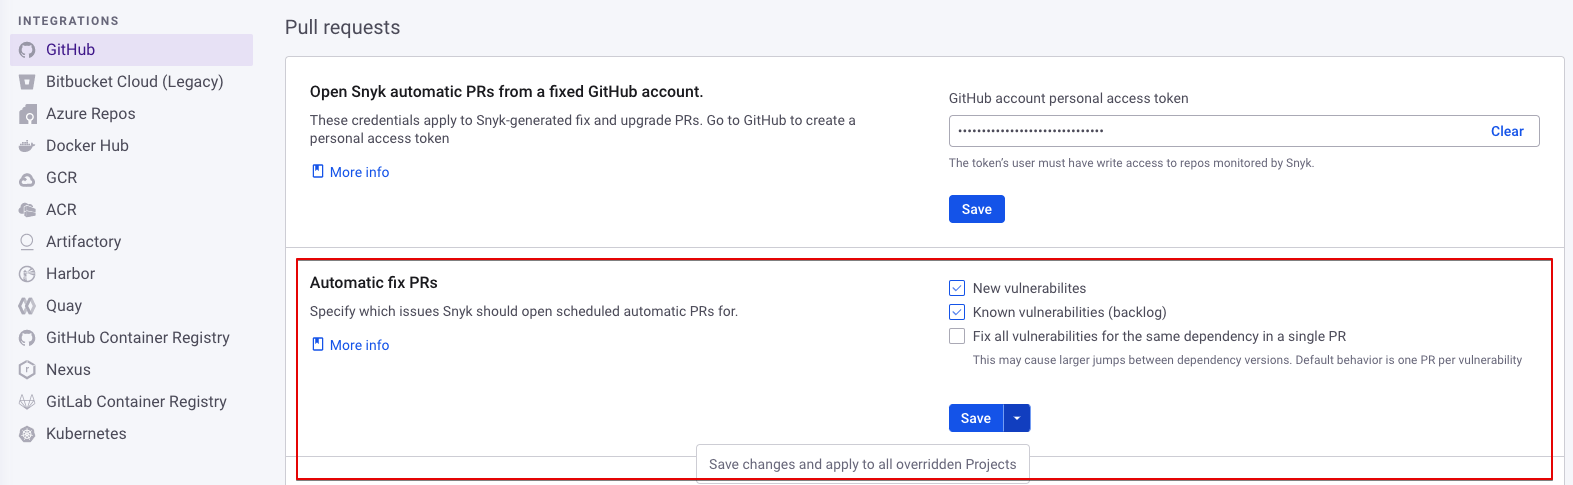 INTEGRATIONS
GitHub
Bitbucket Cloud (Legacy)
Azure Repos
Docker Hub
GCR
ACR
Artifactory
Harbor
Quay
GitHub Container Registry
Nexus
GitLab Container Registry
Kubernetes
Pull requests
Open Snyk automatic PRs from a fixed GitHub account.
These credentials apply to Snyk-generated fix and upgrade PRs. Go to GitHub to create a
personal access token
More info
GitHub account personal access token
•••••••••••••••••••••••••••••••
Clear
The token's user must have write access to repos monitored by Snyk.
Save
Automatic fix PRs
Specify which issues Snyk should open scheduled automatic PRs for.
More info
New vulnerabilites
Known vulnerabilities (backlog)
Fix all vulnerabilities for the same dependency in a single PR
This may cause larger jumps between dependency versions. Default behavior is one PR per vulnerability
Save
Save changes and apply to all overridden Projects